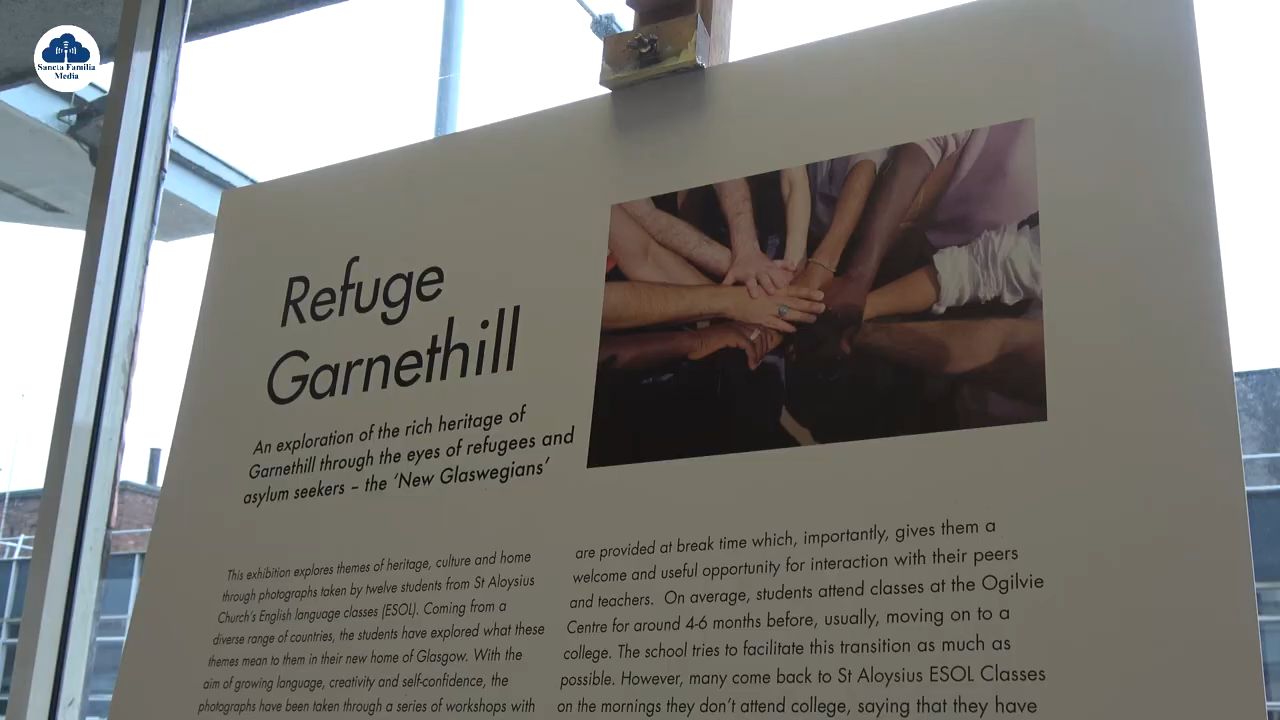 Sancta Familia
Media
Refuge
Garnethill
An exploration of the rich heritage of
Garnethill through the eyes of refugees and
asylum seekers – the ‘New Glaswegians’
This exhibition explores themes of heritage, culture and home
through photographs taken by twelve students from St Aloysius
Church’s English language classes (ESOL). Coming from a
diverse range of countries, the students have explored what these
themes mean to them in their new home of Glasgow. With the
aim of growing language, creativity and self-confidence, the
photographs have been taken through a series of workshops with
are provided at break time which, importantly, gives them a
welcome and useful opportunity for interaction with their peers
and teachers.  On average, students attend classes at the Ogilvie
Centre for around 4-6 months before, usually, moving on to a
college. The school tries to facilitate this transition as much as
possible. However, many come back to St Aloysius ESOL Classes
on the mornings they don’t attend college, saying that they have